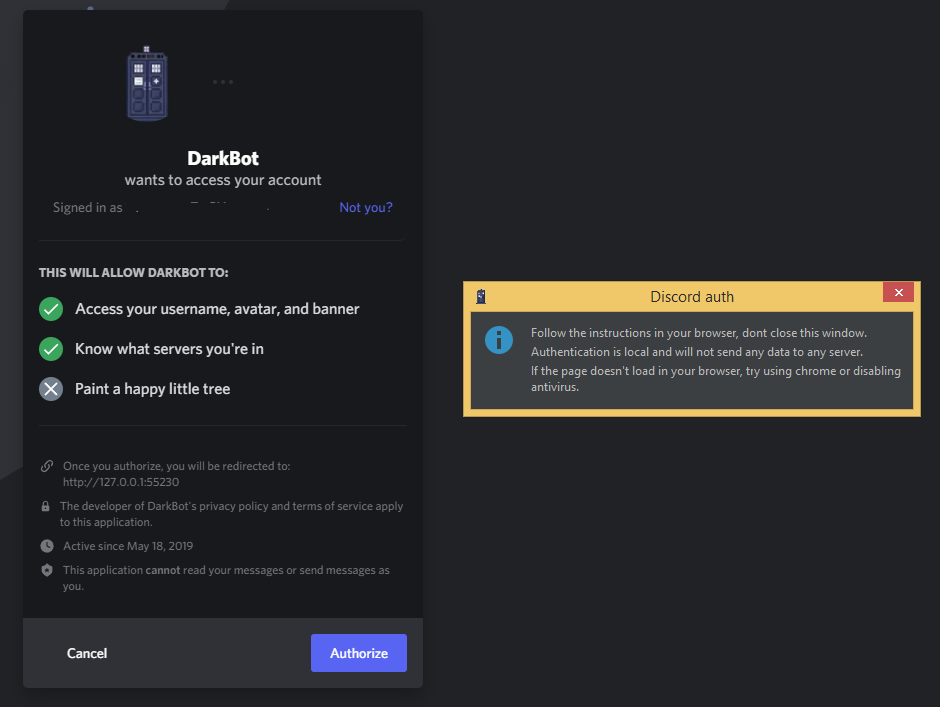 DarkBot
wants to access your account
Signed in as
Not you?
THIS WILL ALLOW DARKBOT TO:
Access your username, avatar, and banner
Know what servers you're in
Paint a happy little tree
Once you authorize, you will be redirected to:
http://127.0.0.1:55230
The developer of DarkBot's privacy policy and terms of service apply
to this application.
Active since May 18, 2019
This application cannot read your messages or send messages as
you.
Cancel
Authorize
Discord auth
Follow the instructions in your browser, dont close this window.
Authentication is local and will not send any data to any server.
If the page doesn't load in your browser, try using chrome or disabling
antivirus.